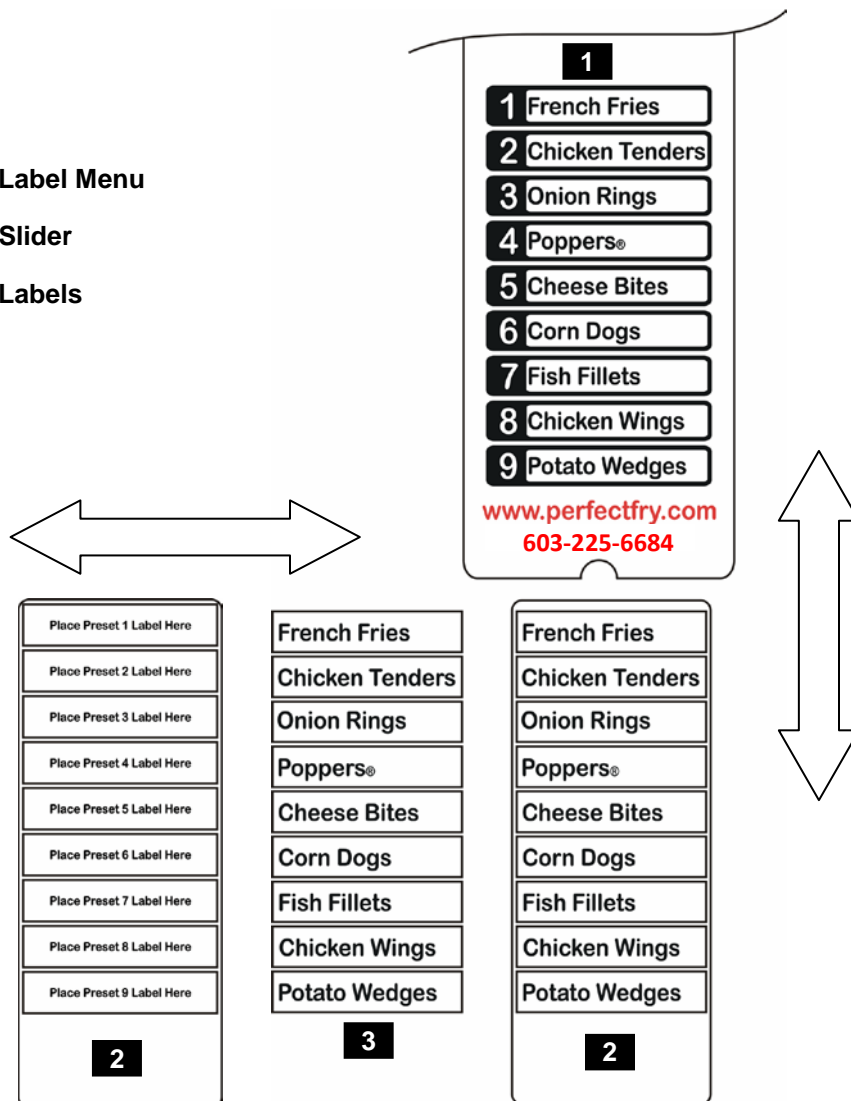 Label Menu
Slider
Labels
1
1 French Fries
2 Chicken Tenders
3 Onion Rings
4 Poppers®
5 Cheese Bites
6 Corn Dogs
7 Fish Fillets
8 Chicken Wings
9 Potato Wedges
www.perfectfry.com
603-225-6684
Place Preset 1 Label Here
Place Preset 2 Label Here
Place Preset 3 Label Here
Place Preset 4 Label Here
Place Preset 5 Label Here
Place Preset 6 Label Here
Place Preset 7 Label Here
Place Preset 8 Label Here
Place Preset 9 Label Here
2
French Fries
Chicken Tenders
Onion Rings
Poppers®
Cheese Bites
Corn Dogs
Fish Fillets
Chicken Wings
Potato Wedges
3
French Fries
Chicken Tenders
Onion Rings
Poppers®
Cheese Bites
Corn Dogs
Fish Fillets
Chicken Wings
Potato Wedges
2